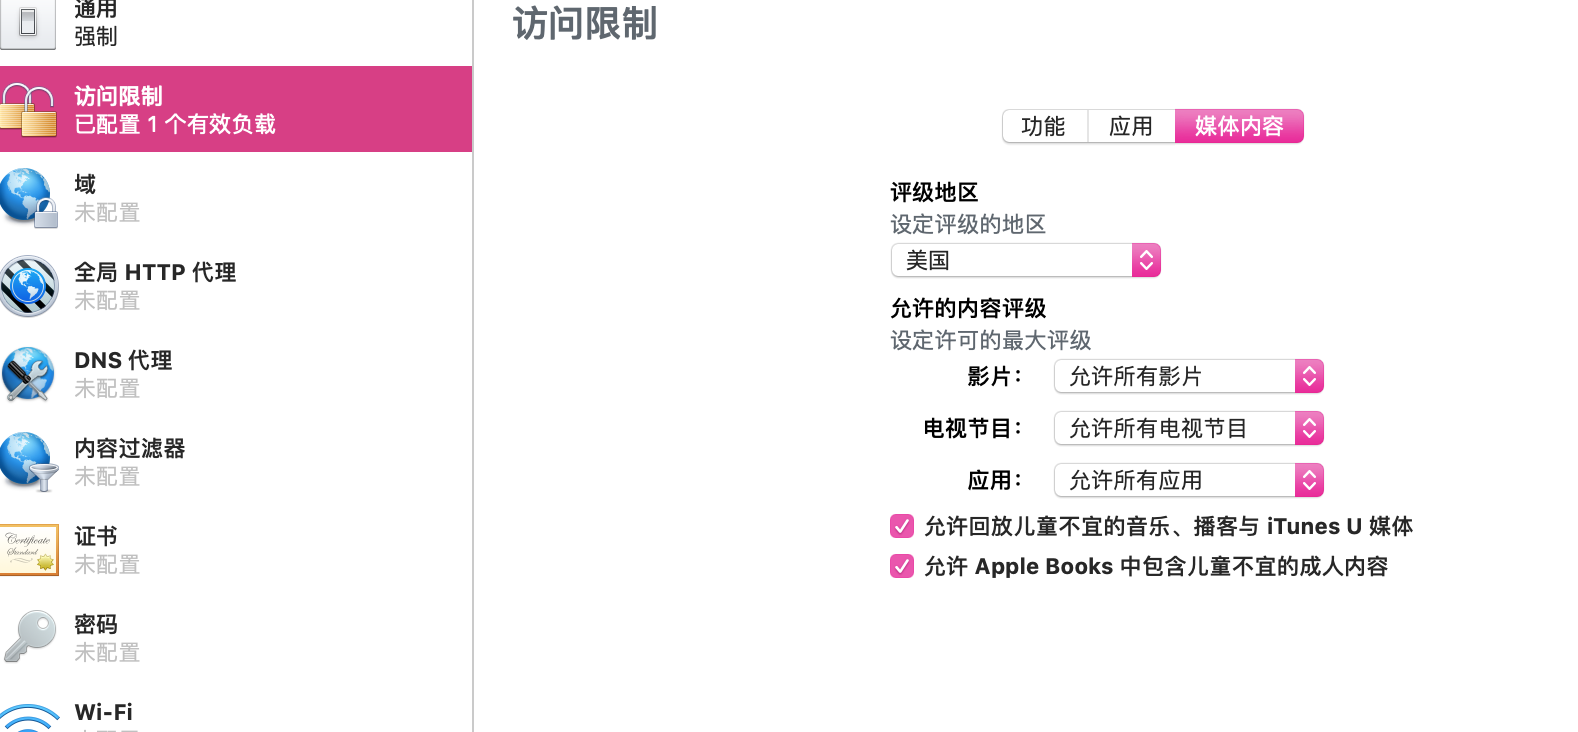 通用
强制
访问限制
已配置 1 个有效负载
域
未配置
全局 HTTP 代理
未配置
DNS 代理
未配置
内容过滤器
未配置
Certificate
Standard
证书
未配置
密码
未配置
Wi-Fi
访问限制
功能
应用
媒体内容
评级地区
设定评级的地区
美国
允许的内容评级
设定许可的最大评级
影片： 允许所有影片
电视节目： 允许所有电视节目
应用： 允许所有应用
允许回放儿童不宜的音乐、播客与 iTunes U 媒体
允许 Apple Books 中包含儿童不宜的成人内容